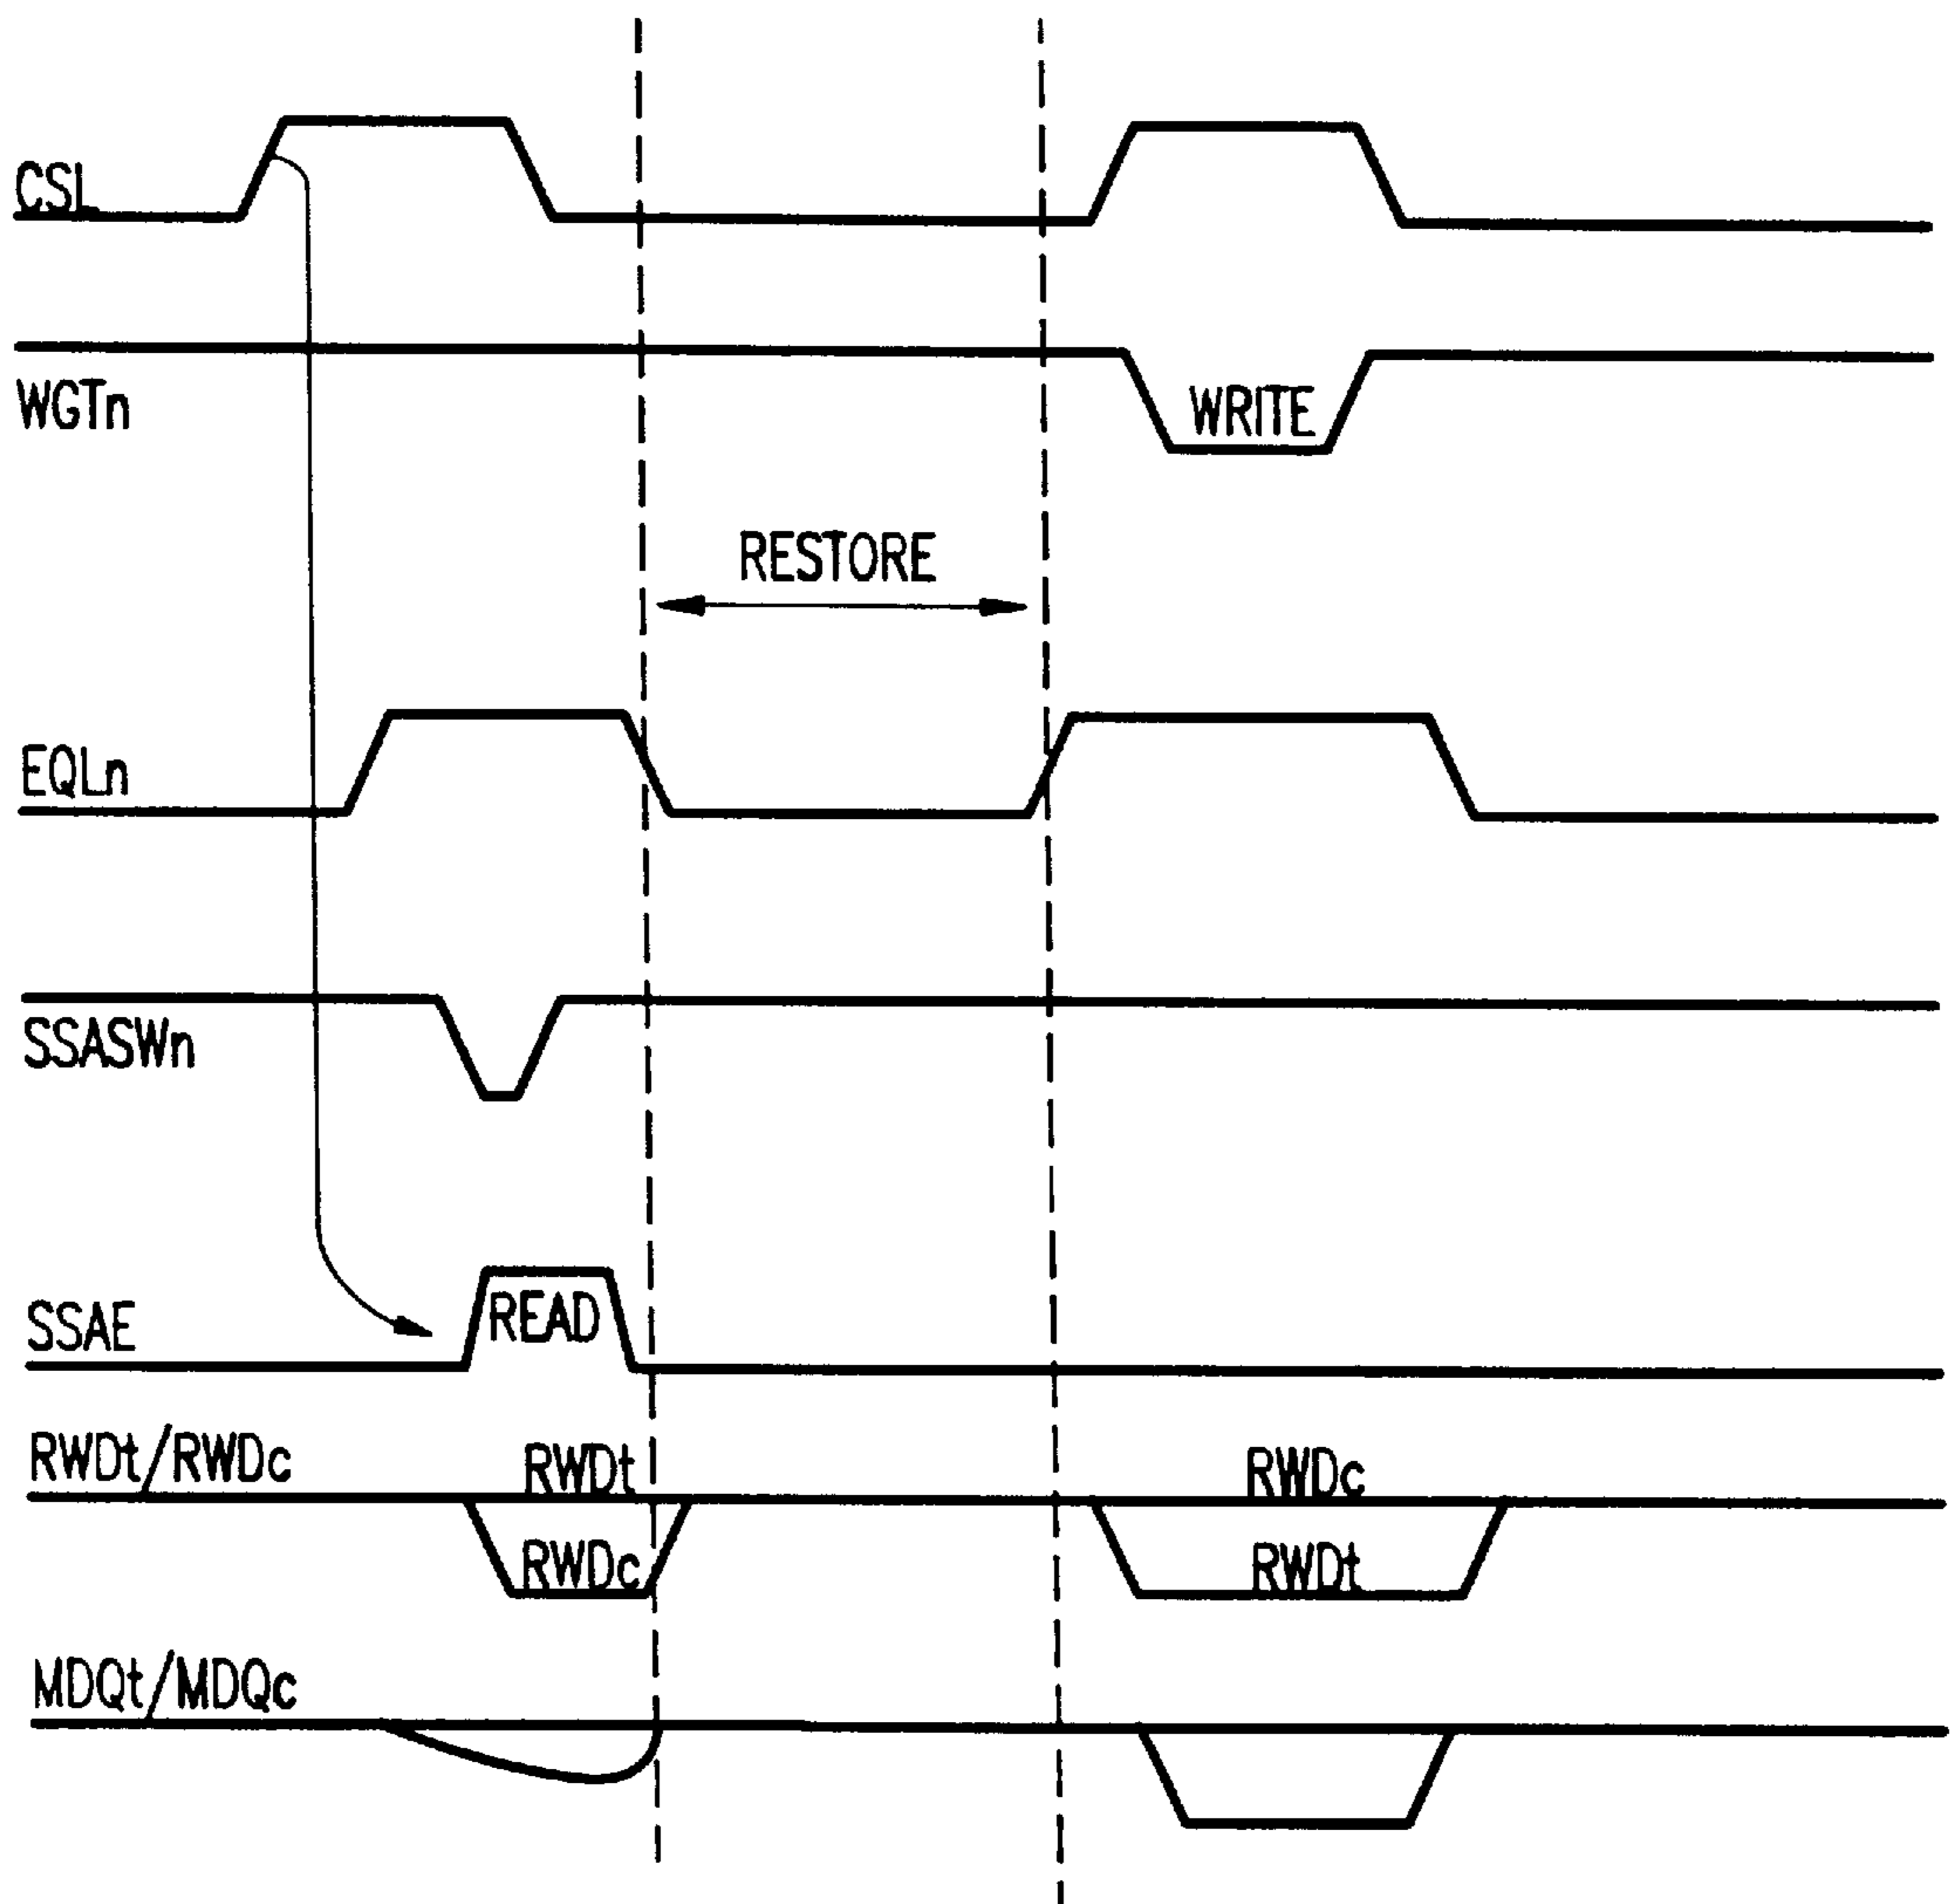 CSL
WGTn
WRITE
RESTORE
EQLn
SSASWn
SSAE
READ
RWDt/RWDc
RWDt
RWDc
RWDc
RWDt
MDQt/MDQc